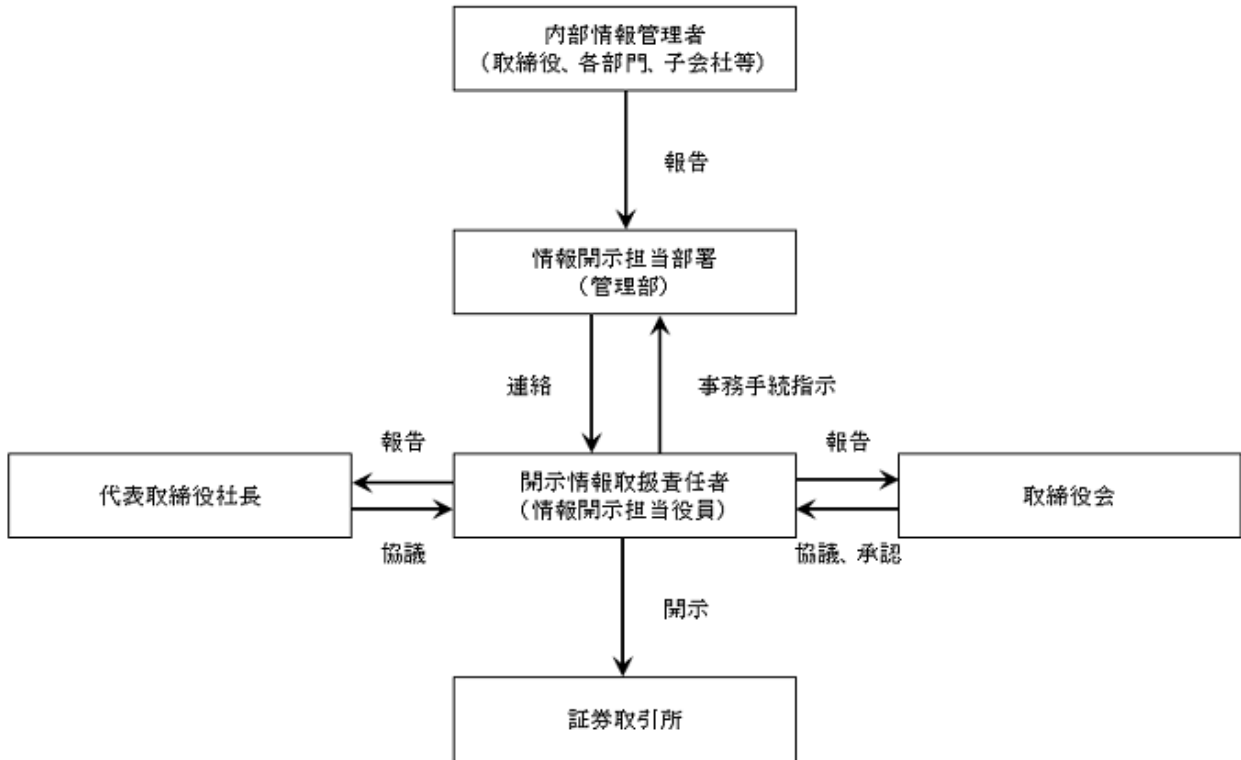 内部情報管理者
（取締役、各部門、子会社等）
報告
情報開示担当部署
（管理部）
連絡
事務手続指示
報告
報告
代表取締役社長
開示情報取扱責任者
（情報開示担当役員）
取締役会
協議
協議、承認
開示
証券取引所